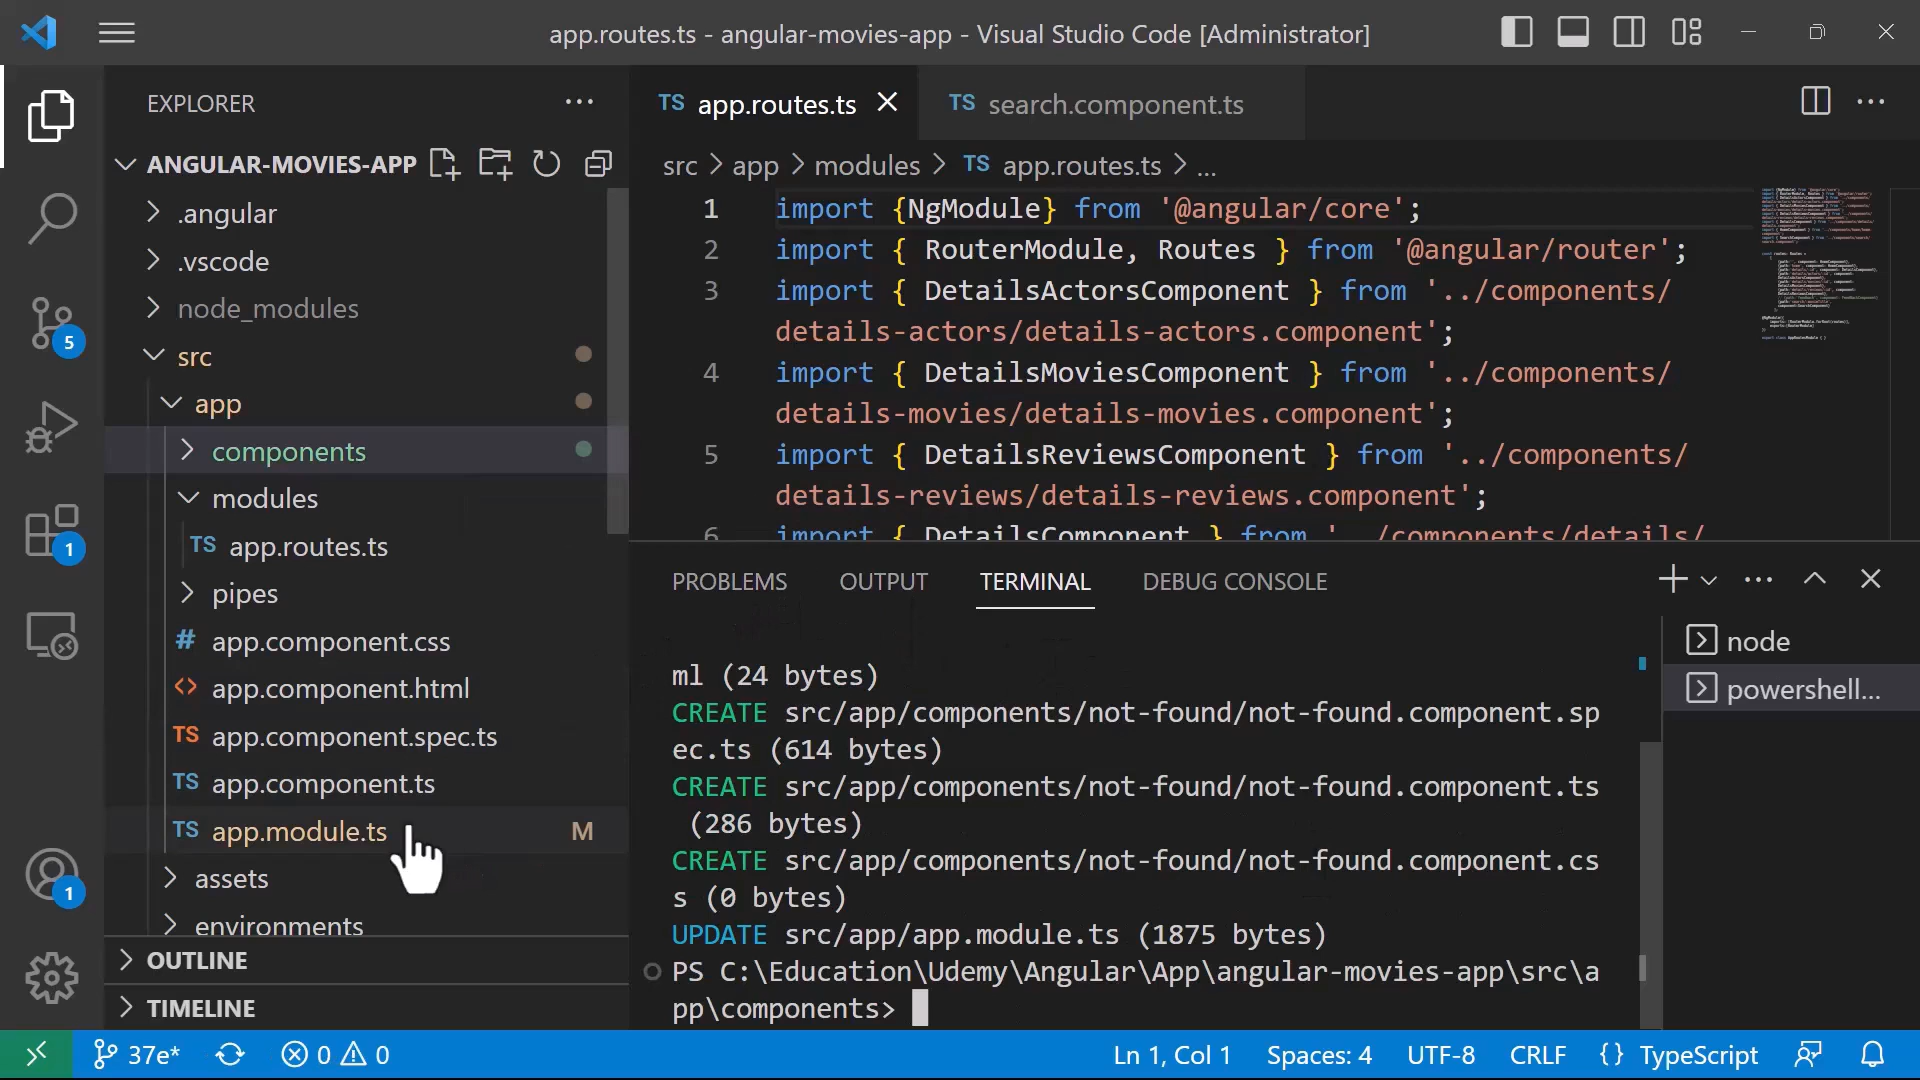 app.routes.ts - angular-movies-app - Visual Studio Code [Administrator]
EXPLORER
ANGULAR-MOVIES-APP
.angular
.vscode
node_modules
src
app
components
modules
TS app.routes.ts
pipes
# app.component.css
<> app.component.html
TS app.component.spec.ts
TS app.component.ts
TS app.module.ts M
assets
environments
OUTLINE
TIMELINE
5
1
1
TS app.routes.ts
TS search.component.ts
src > app > modules > TS app.routes.ts > ...
1 import {NgModule} from '@angular/core';
2 import { RouterModule, Routes } from '@angular/router';
3 import { DetailsActorsComponent } from '../components/
details-actors/details-actors.component';
4 import { DetailsMoviesComponent } from '../components/
details-movies/details-movies.component';
5 import { DetailsReviewsComponent } from '../components/
details-reviews/details-reviews.component';
6 import { DetailsComponent } from '../components/details/
PROBLEMS OUTPUT TERMINAL DEBUG CONSOLE
ml (24 bytes)
CREATE src/app/components/not-found/not-found.component.sp
ec.ts (614 bytes)
CREATE src/app/components/not-found/not-found.component.ts
(286 bytes)
CREATE src/app/components/not-found/not-found.component.cs
s (0 bytes)
UPDATE src/app/app.module.ts (1875 bytes)
PS C:\Education\Udemy\Angular\App\angular-movies-app\src\a
pp\components>
node
powershell...
37e* 0 0 Ln 1, Col 1 Spaces: 4 UTF-8 CRLF {} TypeScript